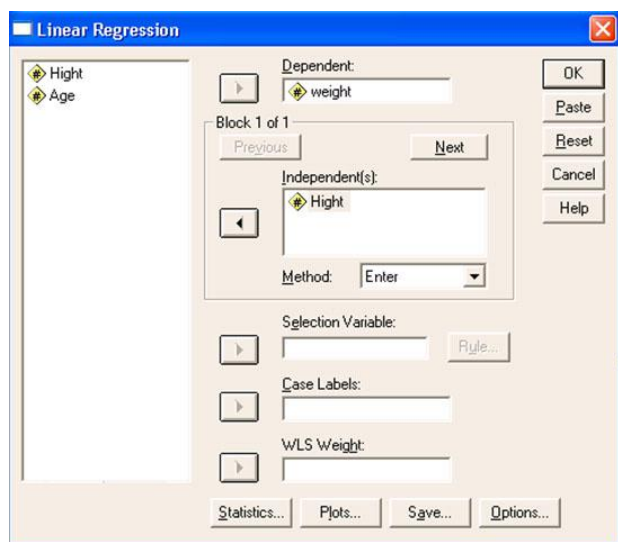 Linear Regression
Hight
Age
Dependent:
weight
Block 1 of 1
Previous
Next
Independent(s):
Hight
Method:
Enter
Selection Variable:
Rule...
Case Labels:
WLS Weight:
Statistics...
Plots...
Save...
Options...
OK
Paste
Reset
Cancel
Help